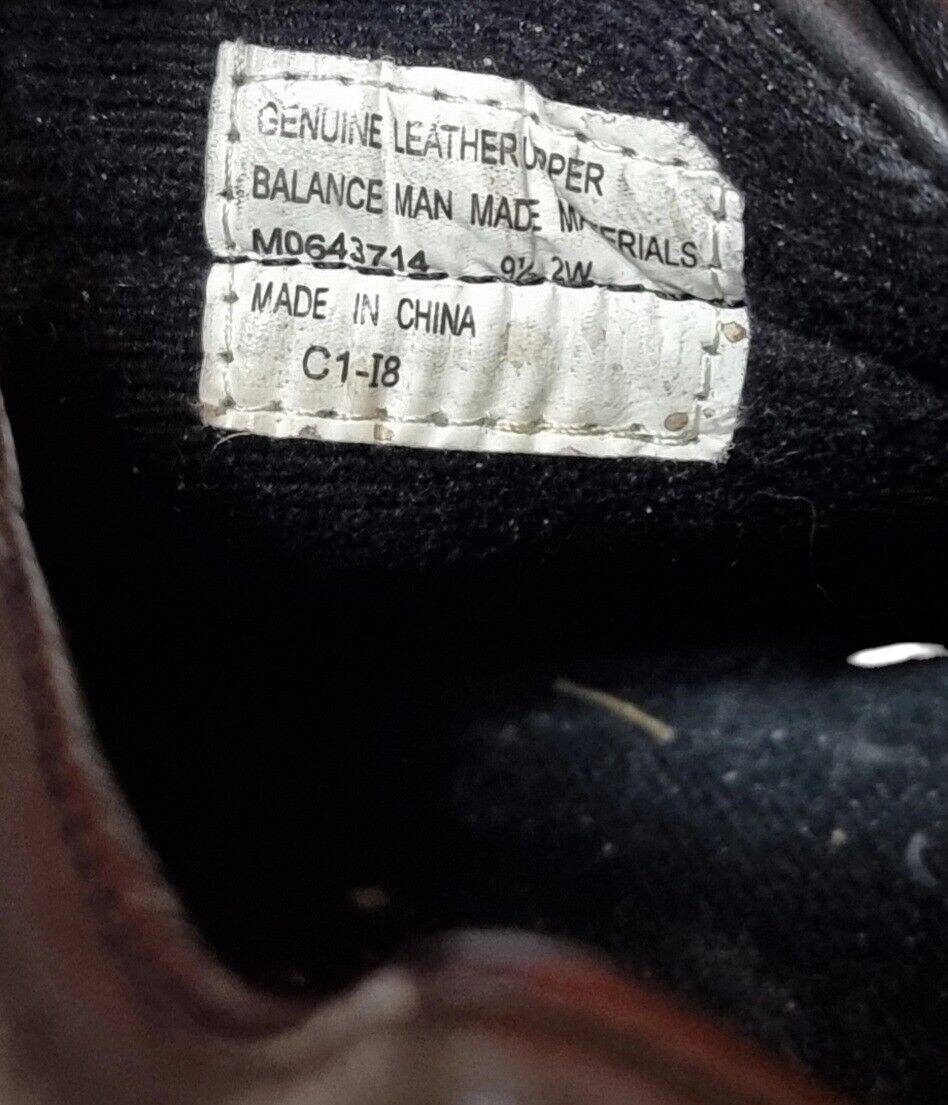 GENUINE LEATHER UPPER
BALANCE MAN MADE MATERIALS
M0643714 9½ 2W
MADE IN CHINA
C1-I8